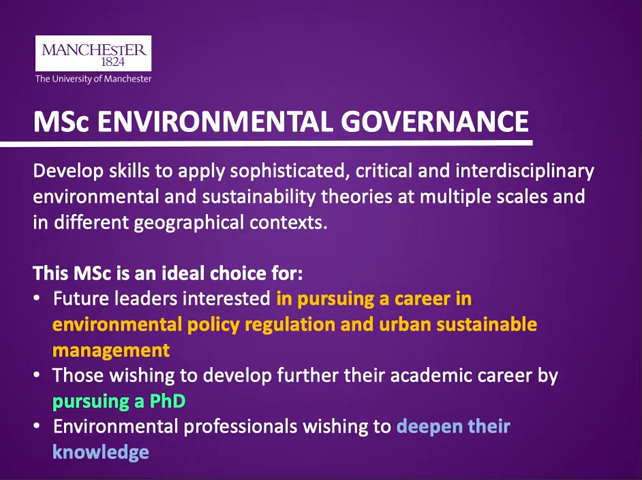 MANCHESTER
1824
The University of Manchester
MSc ENVIRONMENTAL GOVERNANCE
Develop skills to apply sophisticated, critical and interdisciplinary
environmental and sustainability theories at multiple scales and
in different geographical contexts.
This MSc is an ideal choice for:
• Future leaders interested in pursuing a career in
environmental policy regulation and urban sustainable
management
• Those wishing to develop further their academic career by
pursuing a PhD
• Environmental professionals wishing to deepen their
knowledge